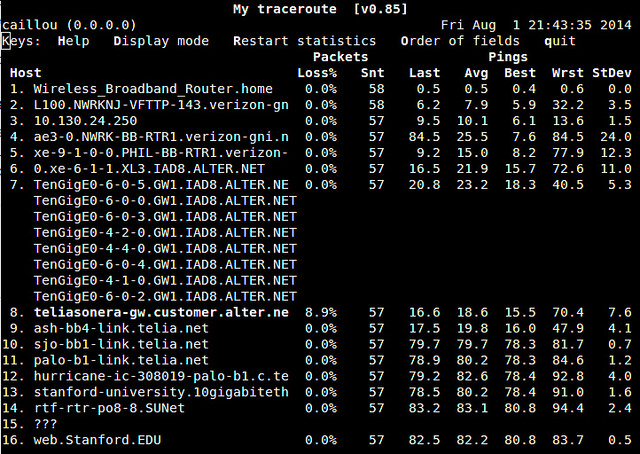 My traceroute  [v0.85]
caillou (0.0.0.0)                                        Fri Aug  1 21:43:35 2014
Keys:  Help   Display mode   Restart statistics   Order of fields   quit
                                       Packets               Pings
 Host                                Loss%   Snt   Last   Avg  Best  Wrst StDev
 1. Wireless_Broadband_Router.home    0.0%    58    0.5   0.5   0.4   0.6   0.0
 2. L100.NWRKNJ-VFTTP-143.verizon-gn  0.0%    58    6.2   7.9   5.9  32.2   3.5
 3. 10.130.24.250                     0.0%    57    9.5  10.1   6.1  13.6   1.5
 4. ae3-0.NWRK-BB-RTR1.verizon-gni.n  0.0%    57   84.5  25.5   7.6  84.5  24.0
 5. xe-9-1-0-0.PHIL-BB-RTR1.verizon-  0.0%    57    9.2  15.0   8.2  77.9  12.3
 6. 0.xe-6-1-1.XL3.IAD8.ALTER.NET     0.0%    57   16.5  21.9  15.7  72.6  11.0
 7. TenGigE0-6-0-5.GW1.IAD8.ALTER.NE  0.0%    57   20.8  23.2  18.3  40.5   5.3
    TenGigE0-6-0-0.GW1.IAD8.ALTER.NET
    TenGigE0-6-0-3.GW1.IAD8.ALTER.NET
    TenGigE0-4-2-0.GW1.IAD8.ALTER.NET
    TenGigE0-4-4-0.GW1.IAD8.ALTER.NET
    TenGigE0-6-0-4.GW1.IAD8.ALTER.NET
    TenGigE0-4-1-0.GW1.IAD8.ALTER.NET
    TenGigE0-6-0-2.GW1.IAD8.ALTER.NET
 8. teliasonera-gw.customer.alter.ne  8.9%    57   16.6  18.6  15.5  70.4   7.6
 9. ash-bb4-link.telia.net            0.0%    57   17.5  19.8  16.0  47.9   4.1
10. sjo-bb1-link.telia.net            0.0%    57   79.7  79.7  78.3  81.7   0.7
11. palo-b1-link.telia.net            0.0%    57   78.9  80.2  78.3  84.6   1.2
12. hurricane-ic-308019-palo-b1.c.te  0.0%    57   79.2  82.6  78.4  92.8   4.0
13. stanford-university.10gigabiteth  0.0%    57   78.5  80.2  78.4  91.0   1.6
14. rtf-rtr-po8-8.SUNet               0.0%    57   83.2  83.1  80.8  94.4   2.4
15. ???
16. web.Stanford.EDU                  0.0%    57   82.5  82.2  80.8  83.7   0.5